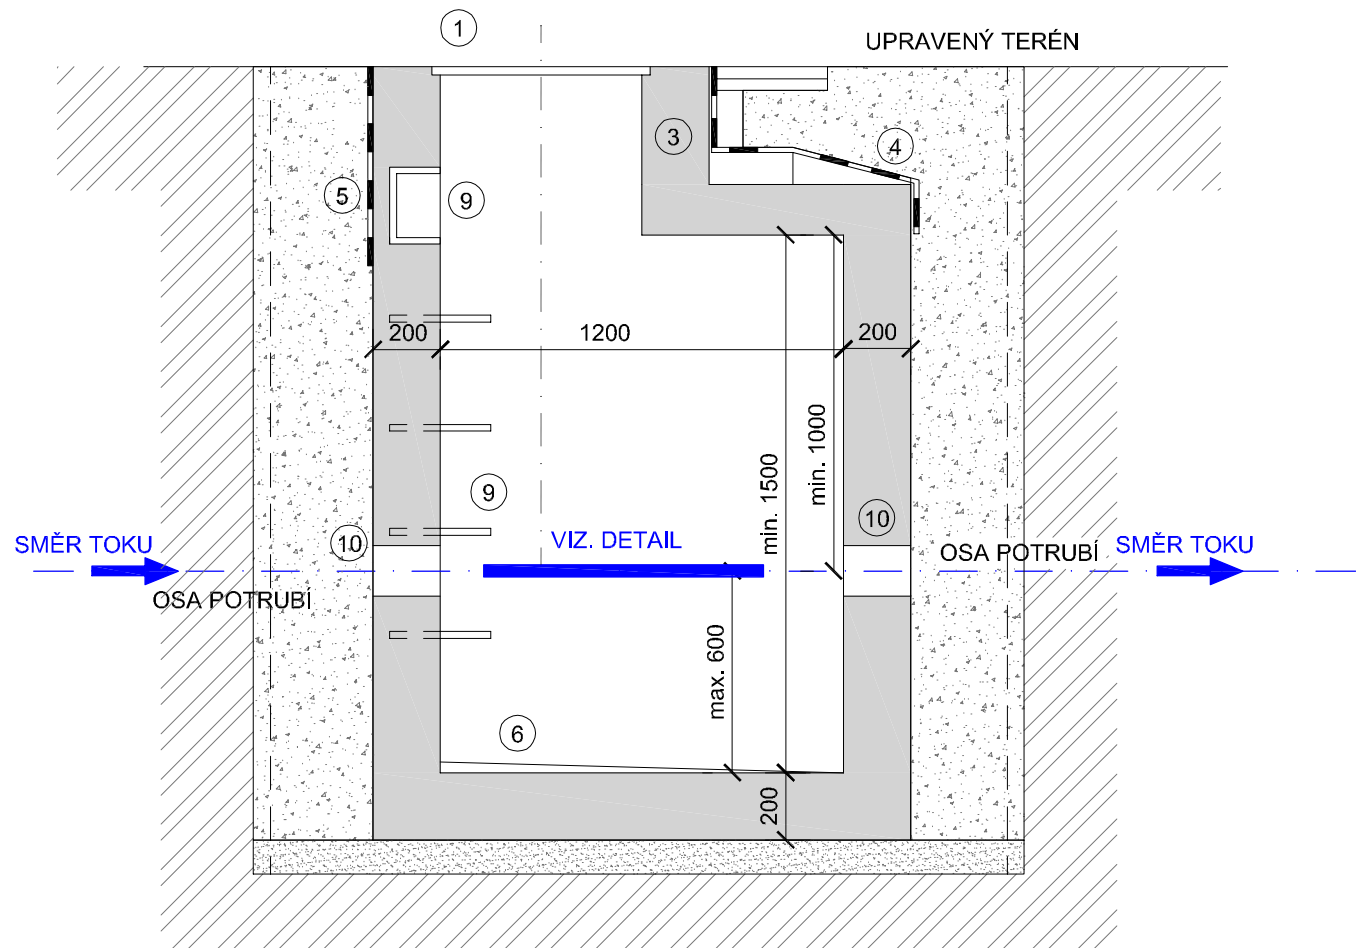 1
UPRAVENÝ TERÉN
3
4
5
9
200
1200
200
min. 1000
min. 1500
9
10
10
SMĚR TOKU
VIZ. DETAIL
OSA POTRUBÍ
SMĚR TOKU
OSA POTRUBÍ
max. 600
6
200